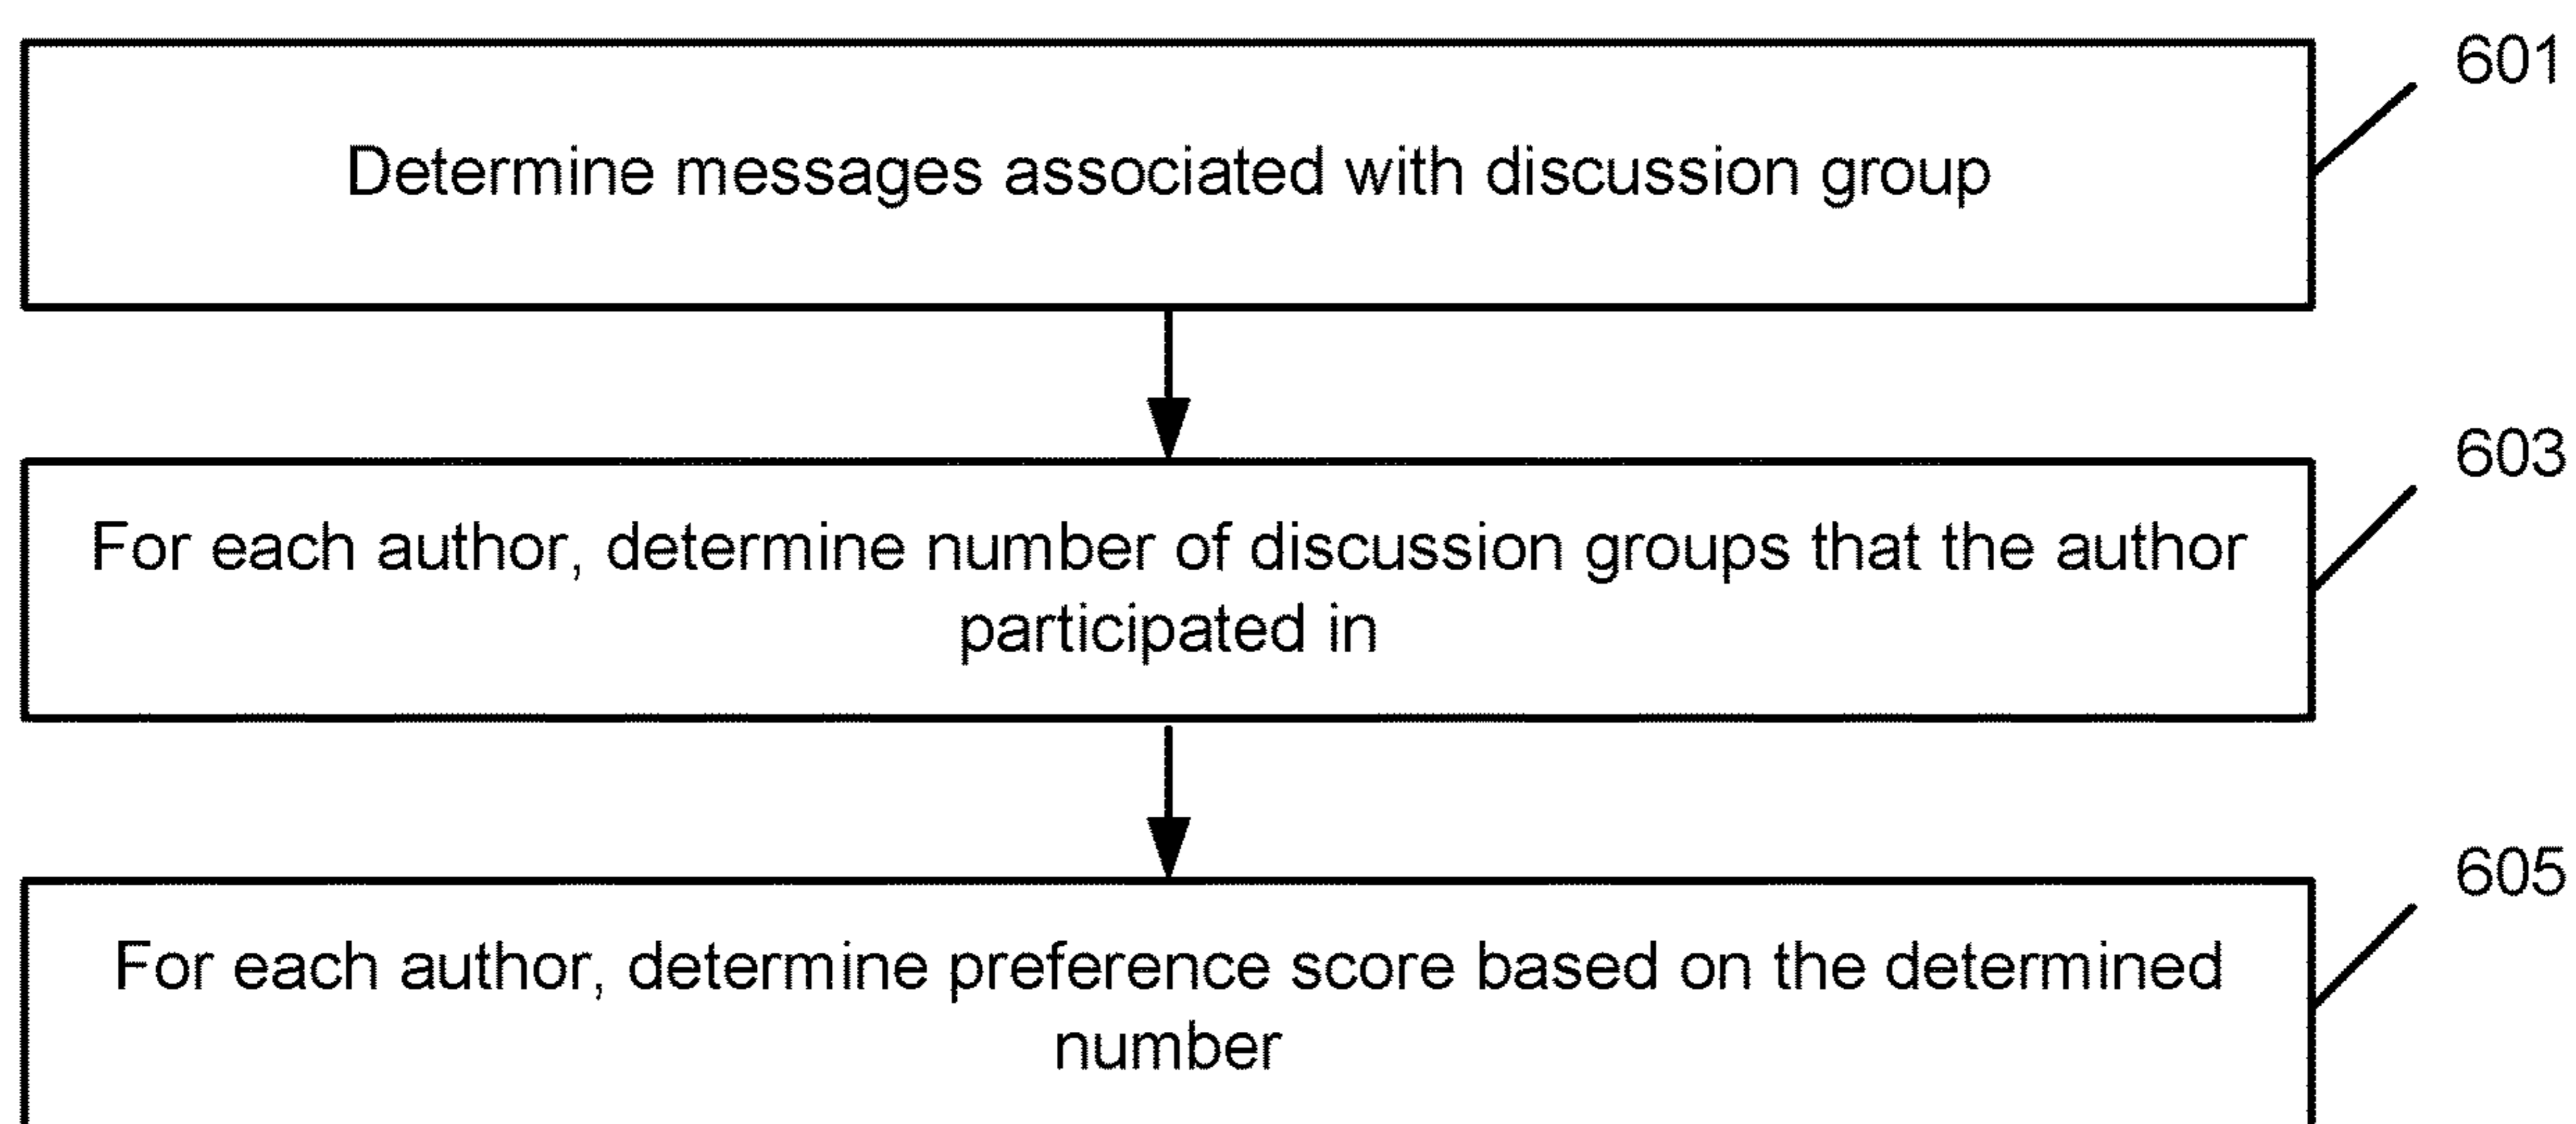 601
Determine messages associated with discussion group
603
For each author, determine number of discussion groups that the author
participated in
605
For each author, determine preference score based on the determined
number